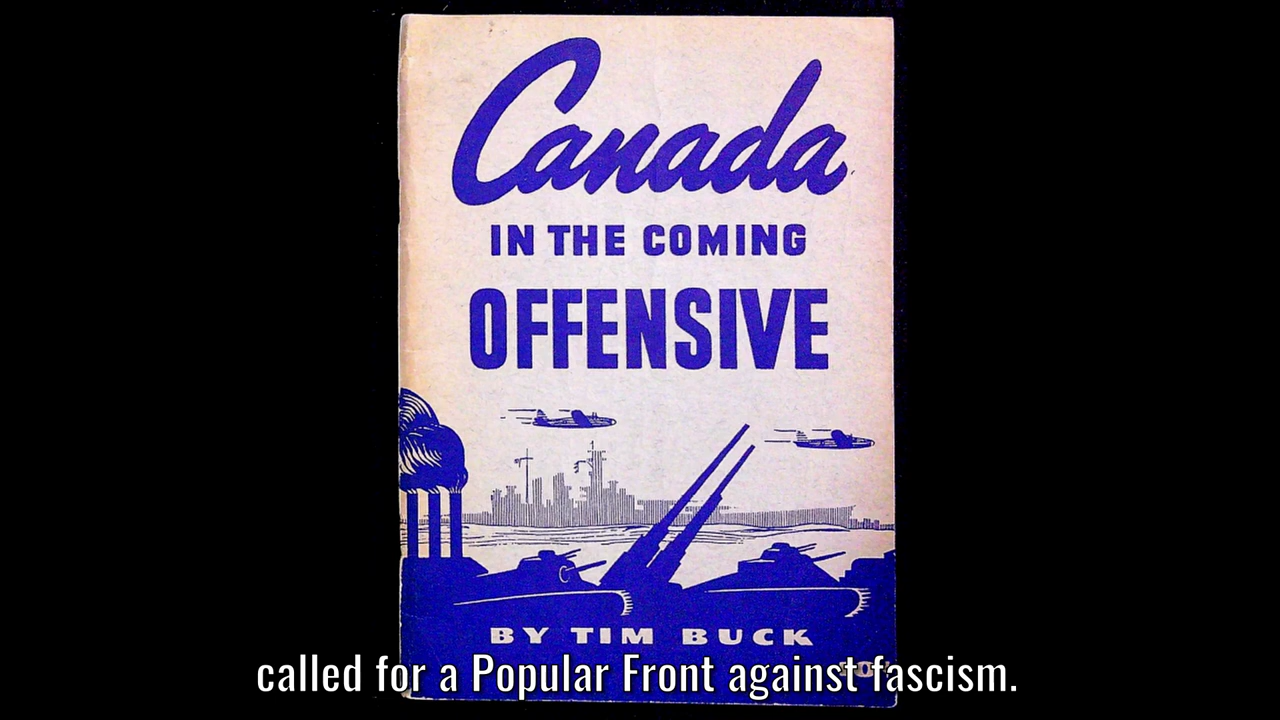 Canada
IN THE COMING
OFFENSIVE
BY TIM BUCK
called for a Popular Front against fascism.